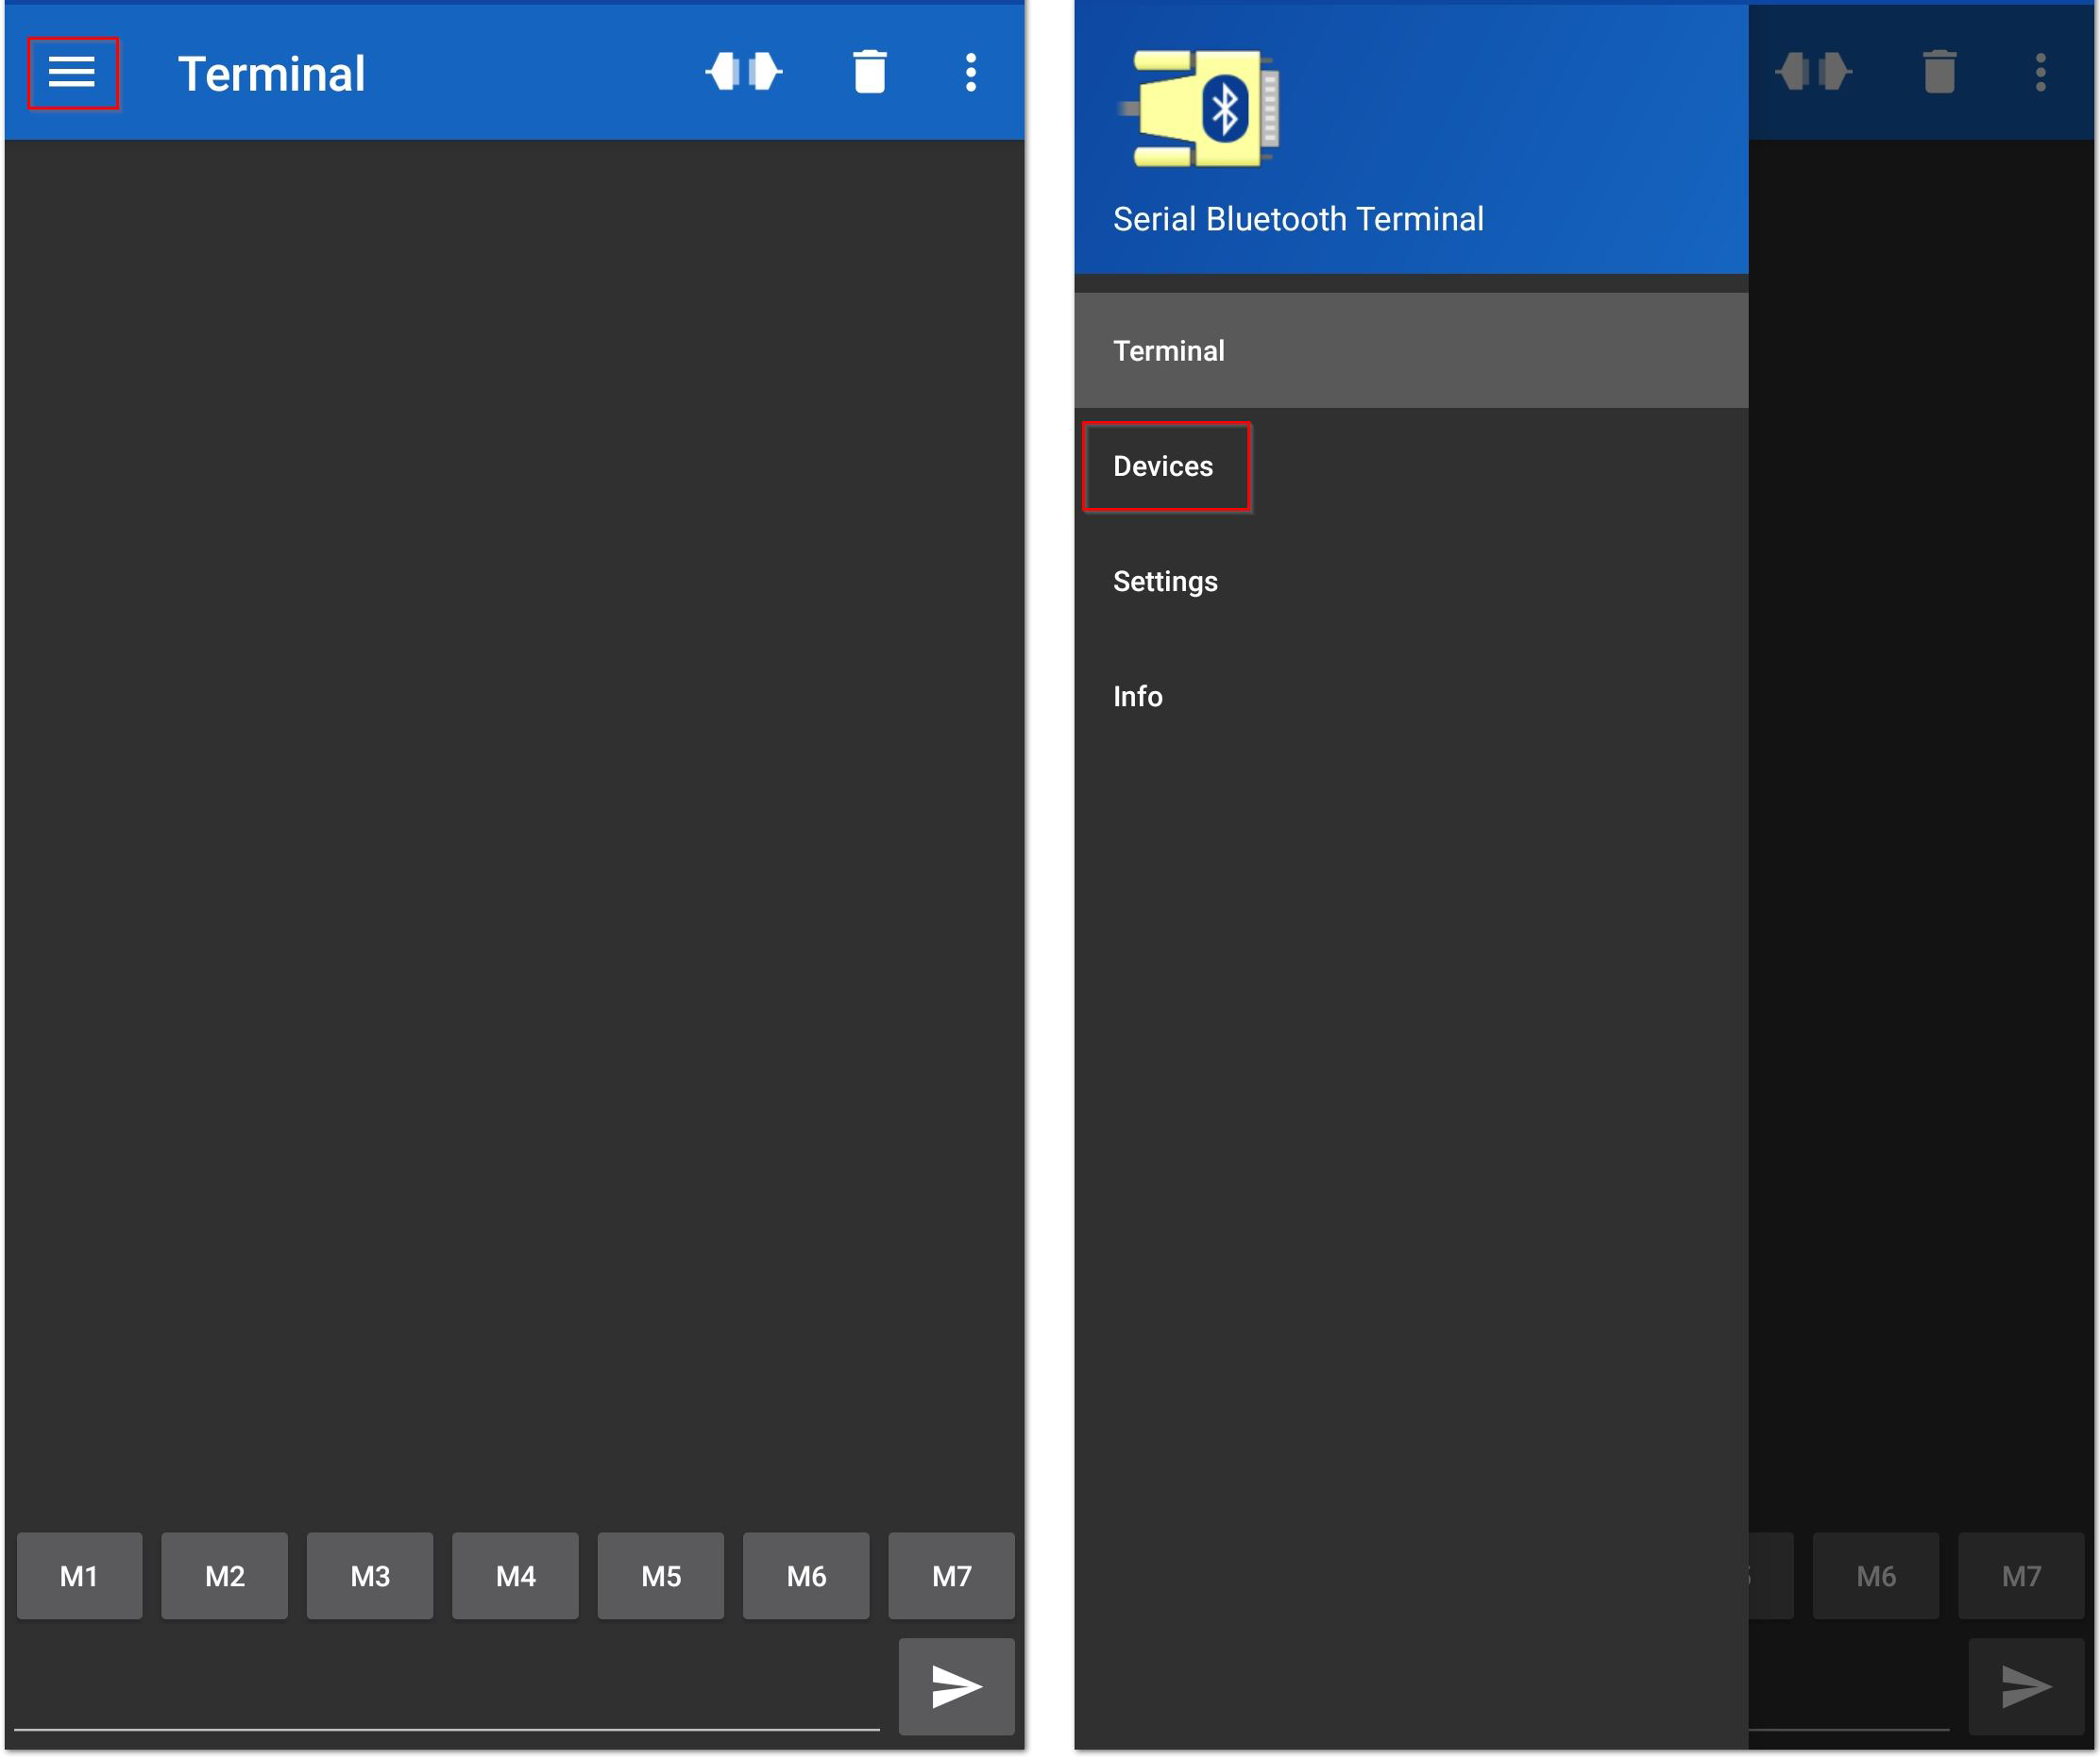 Terminal
M1 M2 M3 M4 M5 M6 M7
Serial Bluetooth Terminal
Terminal
Devices
Settings
Info
M6 M7